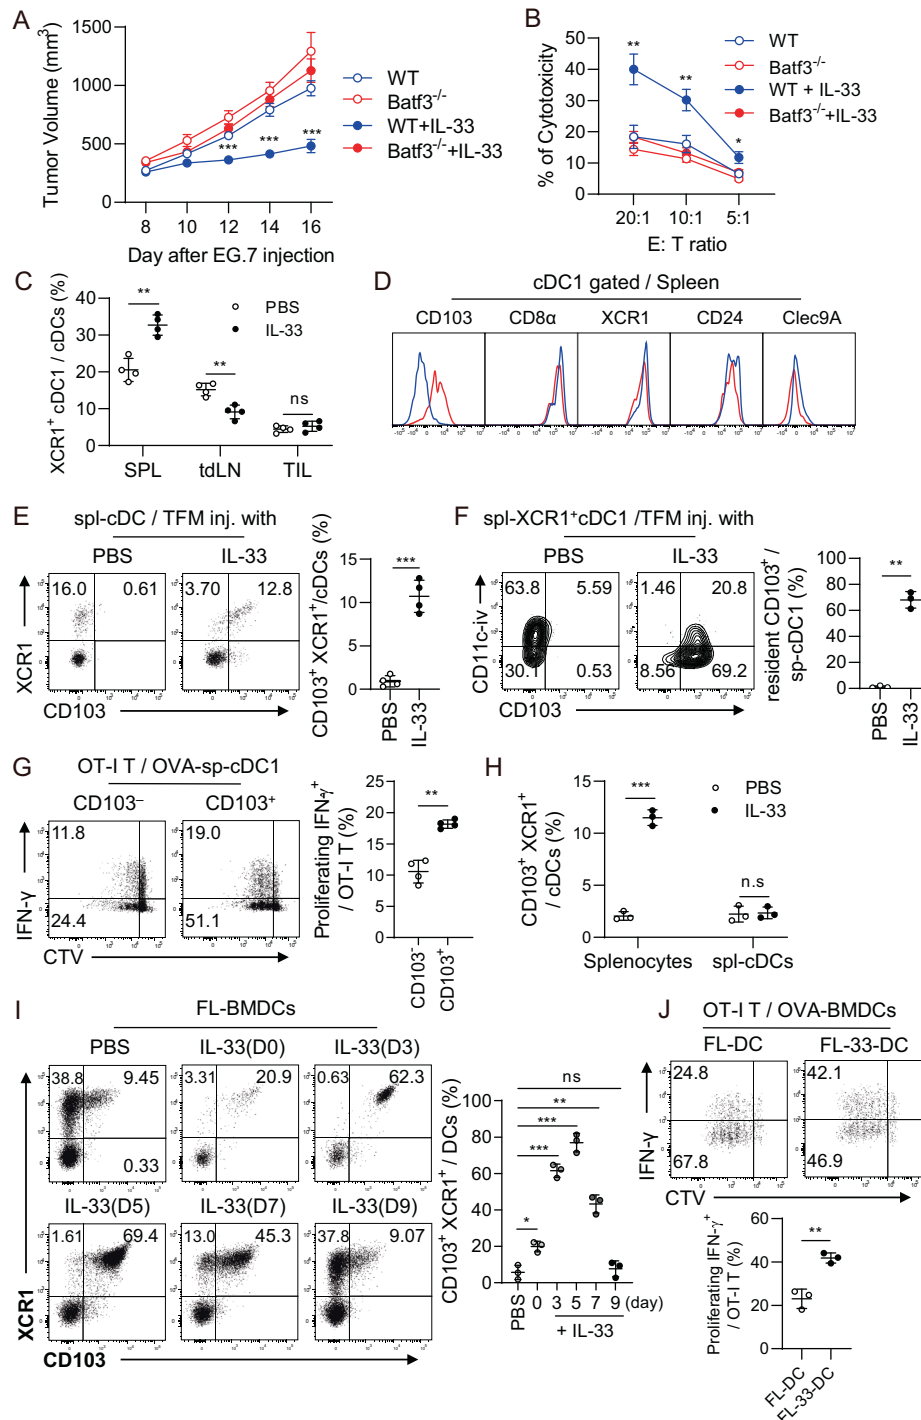 A
Tumor Volume (mm³)
1500
1000
500
0
8 10 12 14 16
Day after EG.7 injection
*** *** ***
WT
Batf3-/-
WT+IL-33
Batf3-/-+IL-33
B
% of Cytotoxicity
50
40
30
20
10
0
** ** *
20:1 10:1 5:1
E: T ratio
WT
Batf3-/-
WT + IL-33
Batf3-/-+IL-33
C
XCR1+ cDC1 / cDCs (%)
40
30
20
10
0
** ** ns
PBS
IL-33
SPL tdLN TIL
D
cDC1 gated / Spleen
CD103 CD8α XCR1 CD24 Clec9A
E
spl-cDC / TFM inj. with
PBS IL-33
16.0 0.61 3.70 12.8
XCR1
CD103
CD103+ XCR1+/cDCs (%)
15
10
5
0
***
PBS IL-33
F
spl-XCR1+cDC1 /TFM inj. with
PBS IL-33
63.8 5.59 1.46 20.8
30.1 0.53 8.56 69.2
CD11c-iv
CD103
resident CD103+ / sp-cDC1 (%)
100
80
60
40
20
0
**
PBS IL-33
G
OT-I T / OVA-sp-cDC1
CD103– CD103+
11.8 19.0
24.4 51.1
IFN-γ
CTV
Proliferating IFN-γ+ / OT-I T (%)
25
20
15
10
5
0
**
CD103- CD103+
H
CD103+ XCR1+ / cDCs (%)
15
10
5
0
*** n.s
PBS
IL-33
Splenocytes spl-cDCs
I
FL-BMDCs
PBS IL-33(D0) IL-33(D3)
38.8 9.45 3.31 20.9 0.63 62.3
0.33
IL-33(D5) IL-33(D7) IL-33(D9)
1.61 69.4 13.0 45.3 37.8 9.07
XCR1
CD103
CD103+ XCR1+ / DCs (%)
100
80
60
40
20
0
ns
**
***
***
*
PBS 0 3 5 7 9 (day)
+ IL-33
J
OT-I T / OVA-BMDCs
FL-DC FL-33-DC
24.8 42.1
67.8 46.9
IFN-γ
CTV
Proliferating IFN-γ+ / OT-I T (%)
60
40
20
0
**
FL-DC FL-33-DC